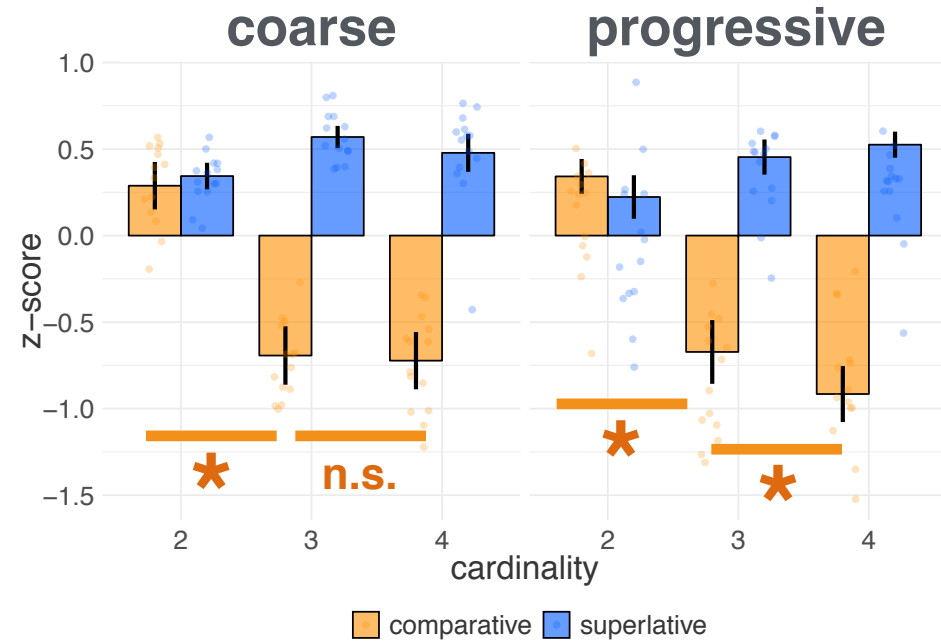 coarse progressive
1.0
0.5
0.0
−0.5
−1.0
−1.5
z−score
* n.s. * *
2 3 4 2 3 4
cardinality
comparative superlative